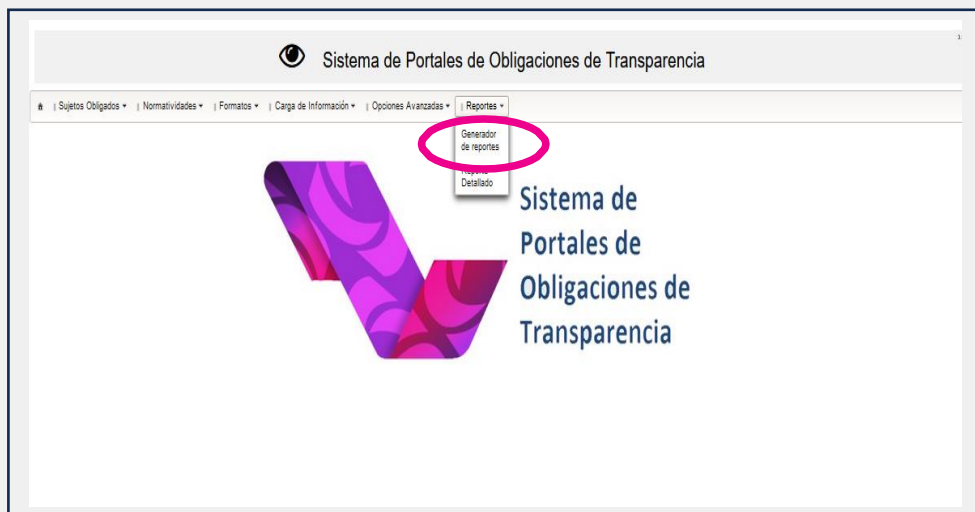 Sistema de Portales de Obligaciones de Transparencia
| Sujetos Obligados | Normatividades | Formatos | Carga de Información | Opciones Avanzadas | Reportes
Generador
de reportes
Detallado
Sistema de
Portales de
Obligaciones de
Transparencia